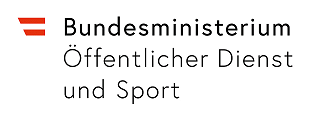 Bundesministerium
Öffentlicher Dienst
und Sport